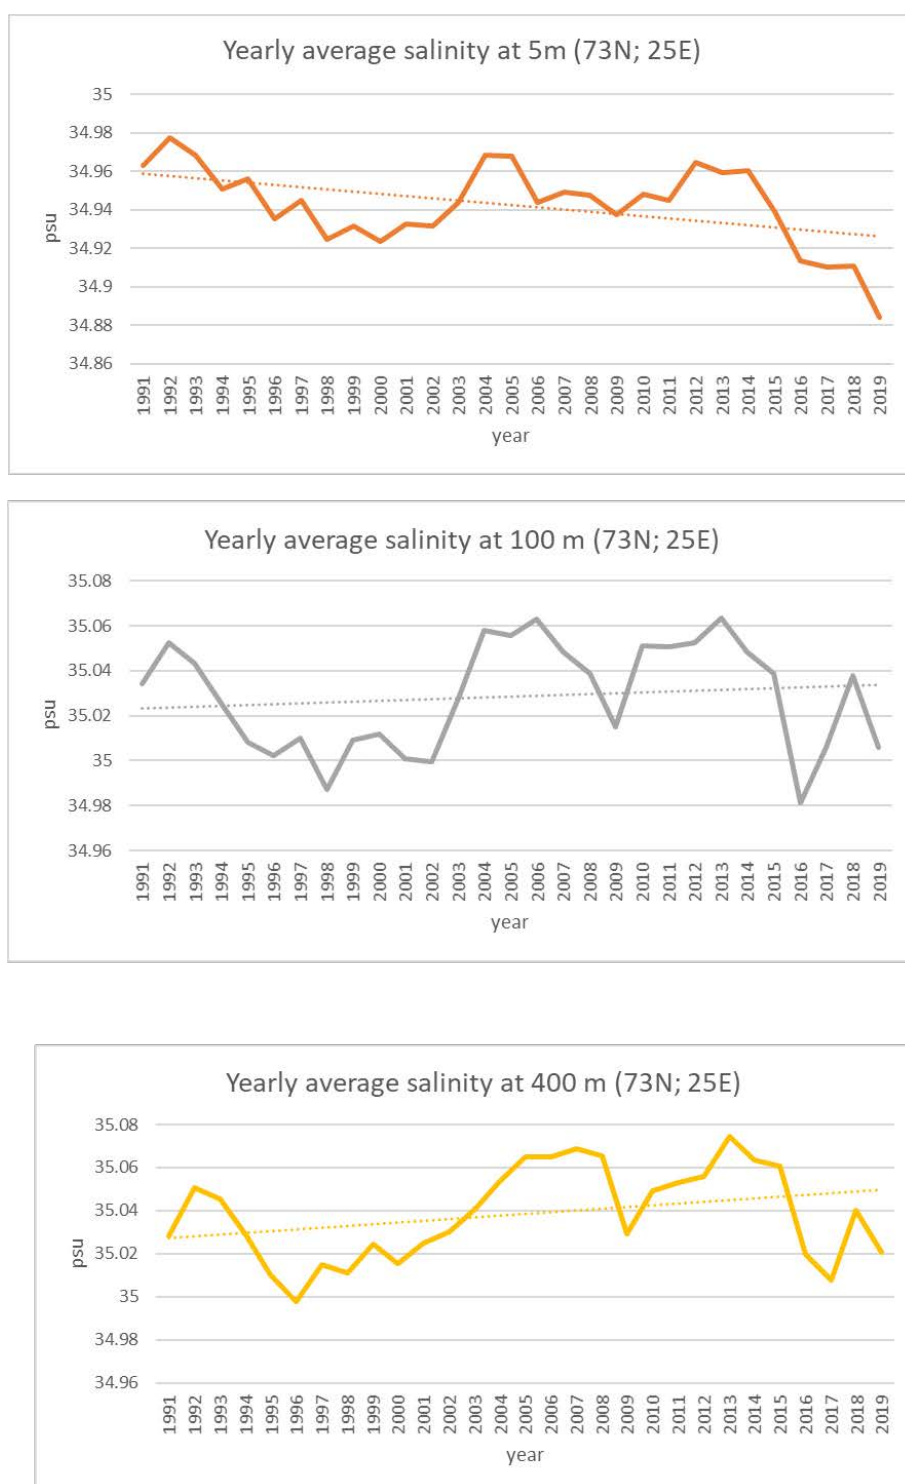 Yearly average salinity at 5m (73N; 25E)
35
34.98
34.96
34.94
34.92
34.9
34.88
34.86
psu
1991 1992 1993 1994 1995 1996 1997 1998 1999 2000 2001 2002 2003 2004 2005 2006 2007 2008 2009 2010 2011 2012 2013 2014 2015 2016 2017 2018 2019
year
Yearly average salinity at 100 m (73N; 25E)
35.08
35.06
35.04
35.02
35
34.98
34.96
psu
1991 1992 1993 1994 1995 1996 1997 1998 1999 2000 2001 2002 2003 2004 2005 2006 2007 2008 2009 2010 2011 2012 2013 2014 2015 2016 2017 2018 2019
year
Yearly average salinity at 400 m (73N; 25E)
35.08
35.06
35.04
35.02
35
34.98
34.96
psu
1991 1992 1993 1994 1995 1996 1997 1998 1999 2000 2001 2002 2003 2004 2005 2006 2007 2008 2009 2010 2011 2012 2013 2014 2015 2016 2017 2018 2019
year